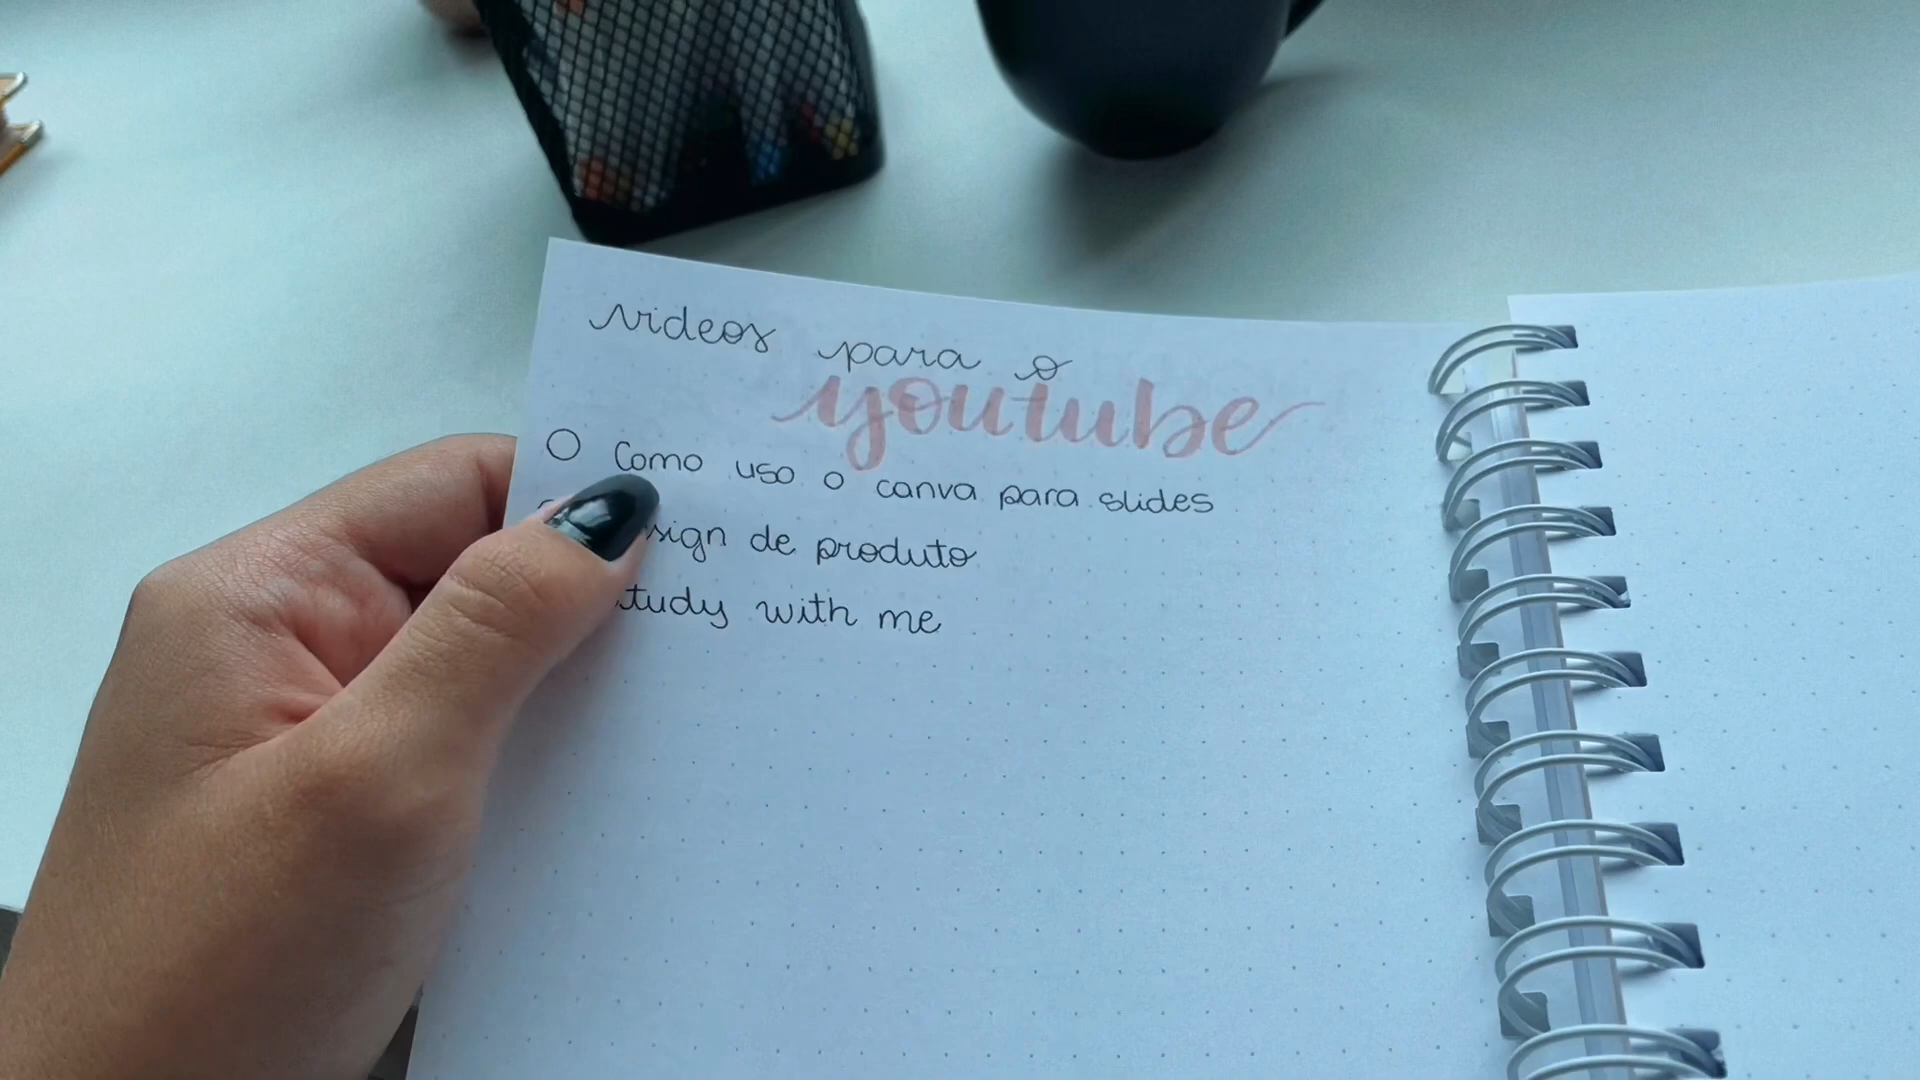 videos para o
youtube
O Como uso o canva para slides
sign de produto
tudy with me